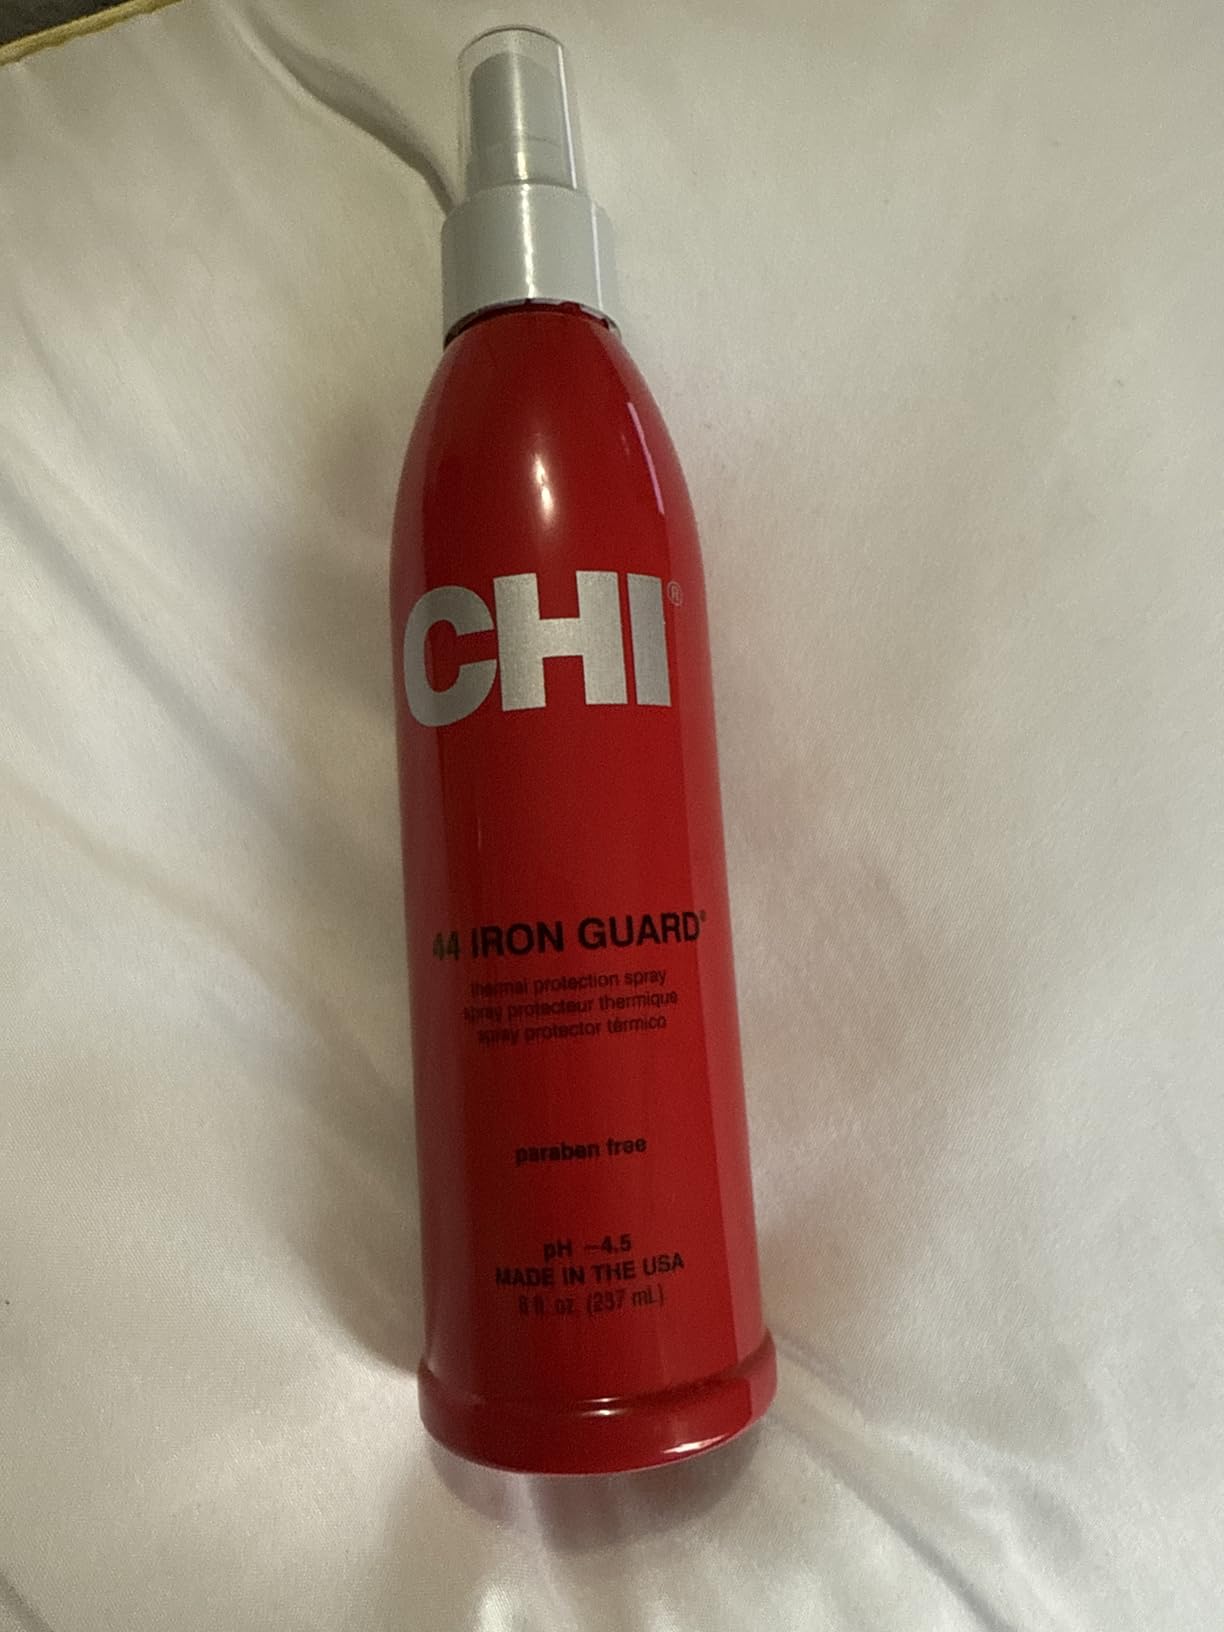 CHI®
44 IRON GUARD®
thermal protection spray
spray protecteur thermique
spray protector térmico
paraben free
pH ~4.5
MADE IN THE USA
8 fl. oz. (237 mL)